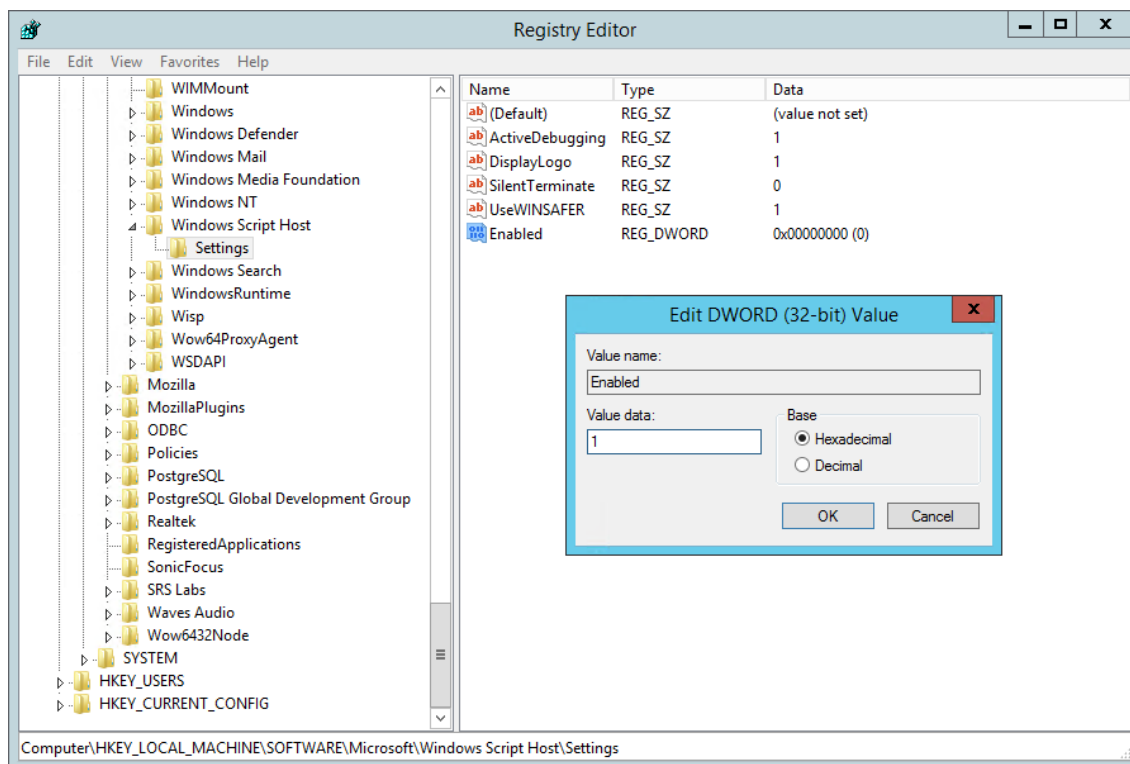 Registry Editor
File Edit View Favorites Help
WIMMount
Windows
Windows Defender
Windows Mail
Windows Media Foundation
Windows NT
Windows Script Host
Settings
Windows Search
WindowsRuntime
Wisp
Wow64ProxyAgent
WSDAPI
Mozilla
MozillaPlugins
ODBC
Policies
PostgreSQL
PostgreSQL Global Development Group
Realtek
RegisteredApplications
SonicFocus
SRS Labs
Waves Audio
Wow6432Node
SYSTEM
HKEY_USERS
HKEY_CURRENT_CONFIG
Name Type Data
(Default) REG_SZ (value not set)
ActiveDebugging REG_SZ 1
DisplayLogo REG_SZ 1
SilentTerminate REG_SZ 0
UseWINSAFER REG_SZ 1
Enabled REG_DWORD 0x00000000 (0)
Edit DWORD (32-bit) Value
Value name:
Enabled
Value data:
1
Base
Hexadecimal
Decimal
OK Cancel
Computer\HKEY_LOCAL_MACHINE\SOFTWARE\Microsoft\Windows Script Host\Settings